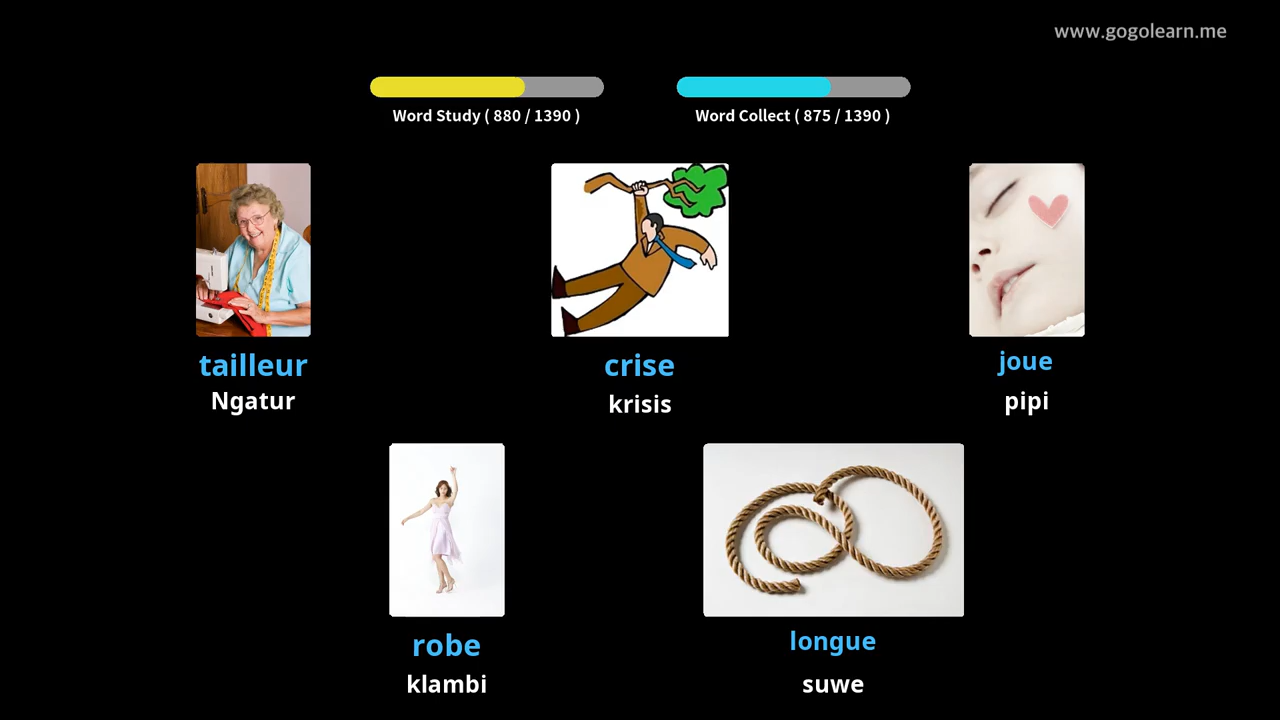 www.gogolearn.me
Word Study ( 880 / 1390 )
Word Collect ( 875 / 1390 )
tailleur
Ngatur
crise
krisis
joue
pipi
robe
klambi
longue
suwe